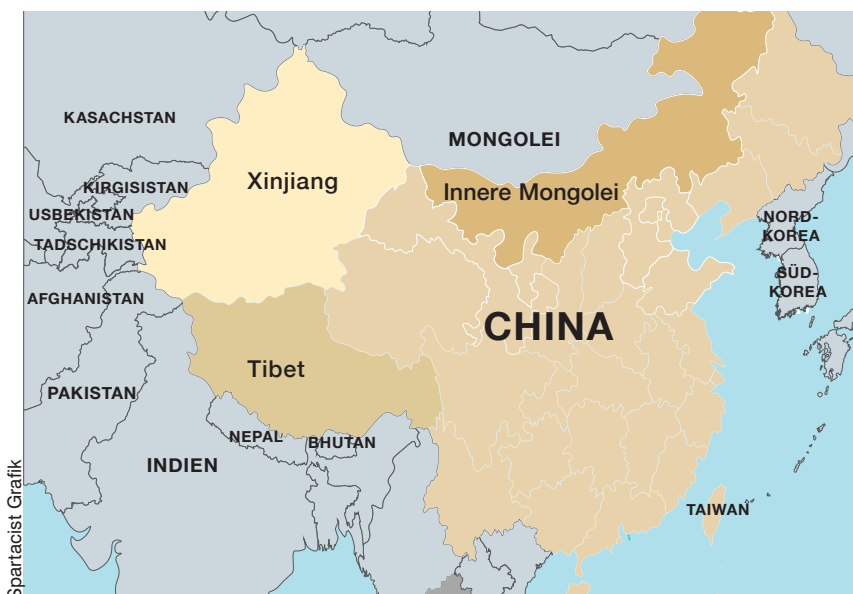 KASACHSTAN
MONGOLEI
KIRGISISTAN
Xinjiang
Innere Mongolei
USBEKISTAN
NORD-
KOREA
TADSCHIKISTAN
SÜD-
KOREA
AFGHANISTAN
CHINA
Tibet
PAKISTAN
NEPAL
BHUTAN
INDIEN
TAIWAN
Spartacist Grafik